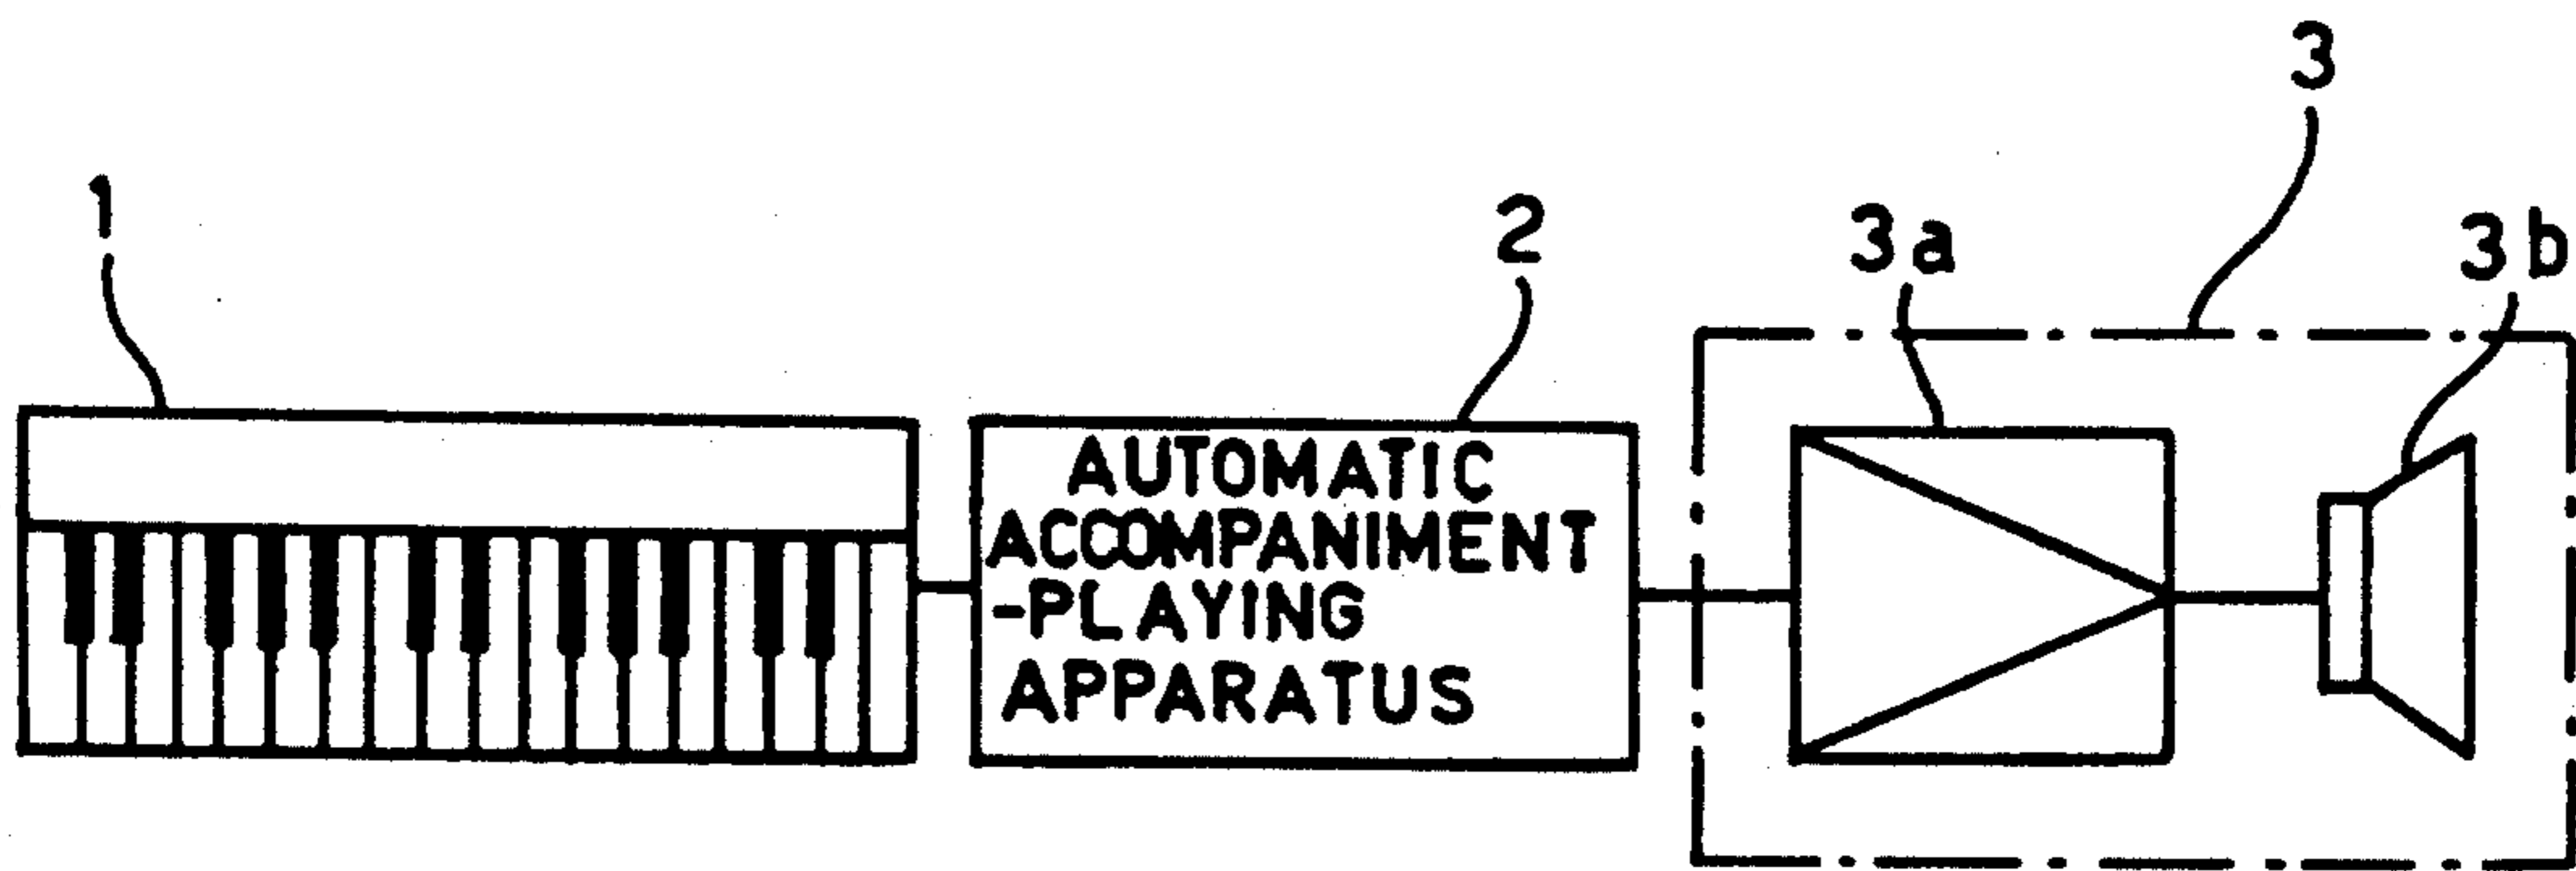 3
1
2
3a
3b
AUTOMATIC
ACCOMPANIMENT
-PLAYING
APPARATUS